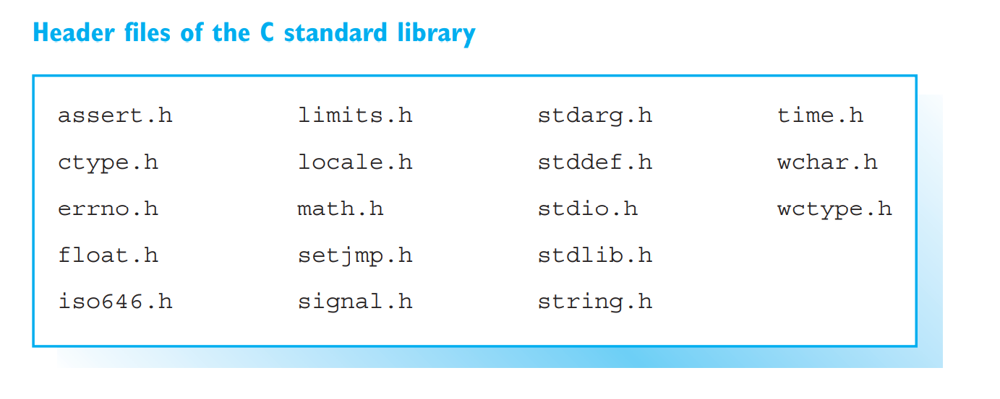 Header files of the C standard library
assert.h limits.h stdarg.h time.h
ctype.h locale.h stddef.h wchar.h
errno.h math.h stdio.h wctype.h
float.h setjmp.h stdlib.h
iso646.h signal.h string.h